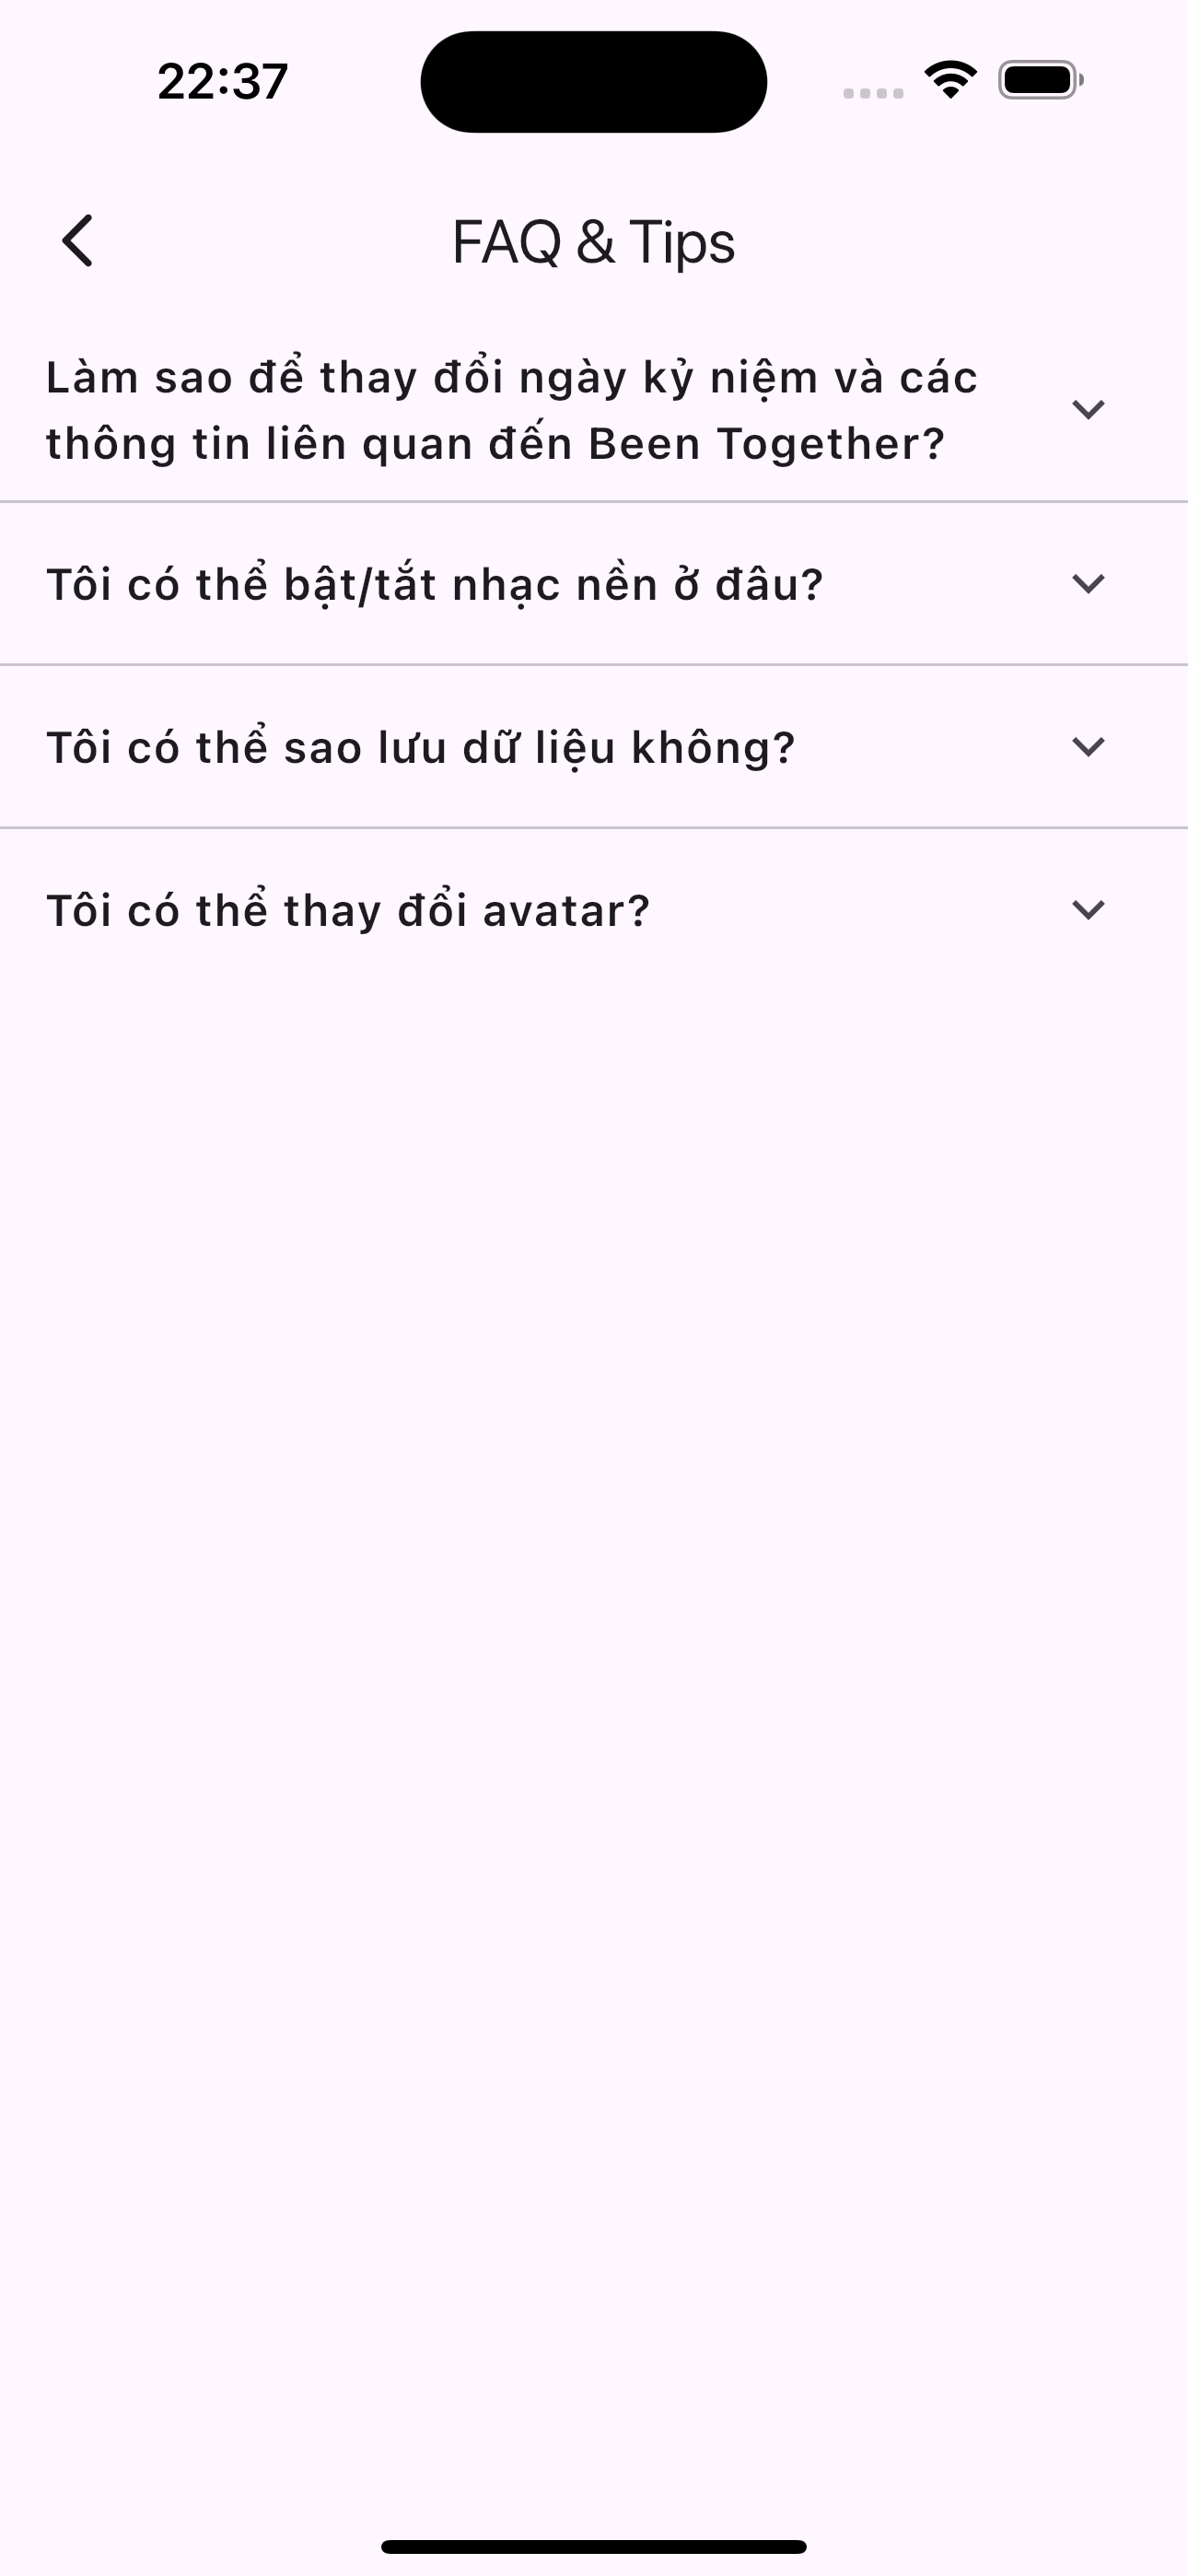 22:37
FAQ & Tips
Làm sao để thay đổi ngày kỷ niệm và các
thông tin liên quan đến Been Together?
Tôi có thể bật/tắt nhạc nền ở đâu?
Tôi có thể sao lưu dữ liệu không?
Tôi có thể thay đổi avatar?